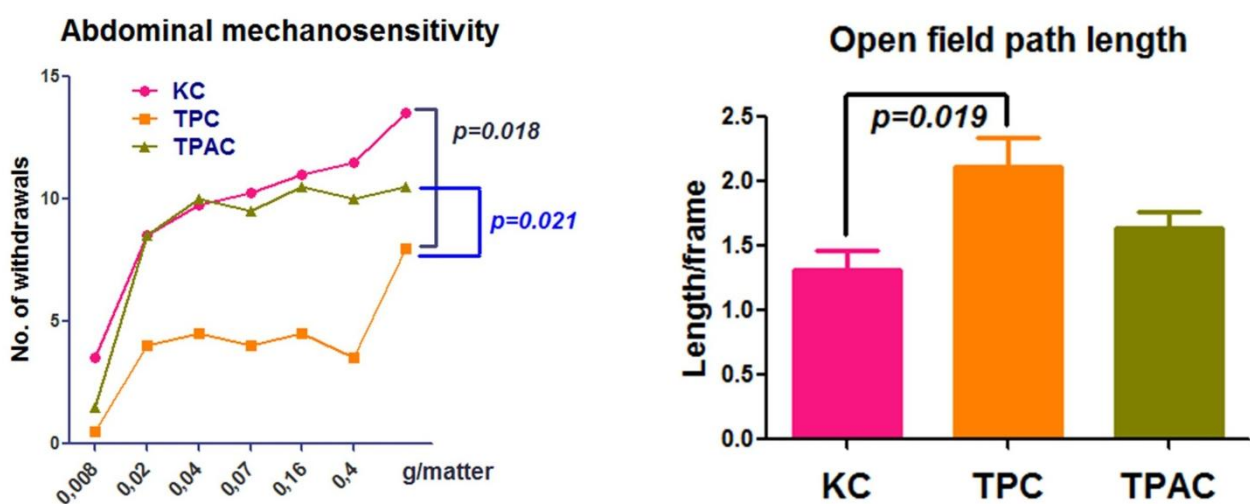 Abdominal mechanosensitivity
No. of withdrawals
15
10
5
0
KC
TPC
TPAC
p=0.018
p=0.021
0,008
0,02
0,04
0,07
0,16
0,4
g/matter
Open field path length
Length/frame
2.5
2.0
1.5
1.0
0.5
0.0
p=0.019
KC
TPC
TPAC